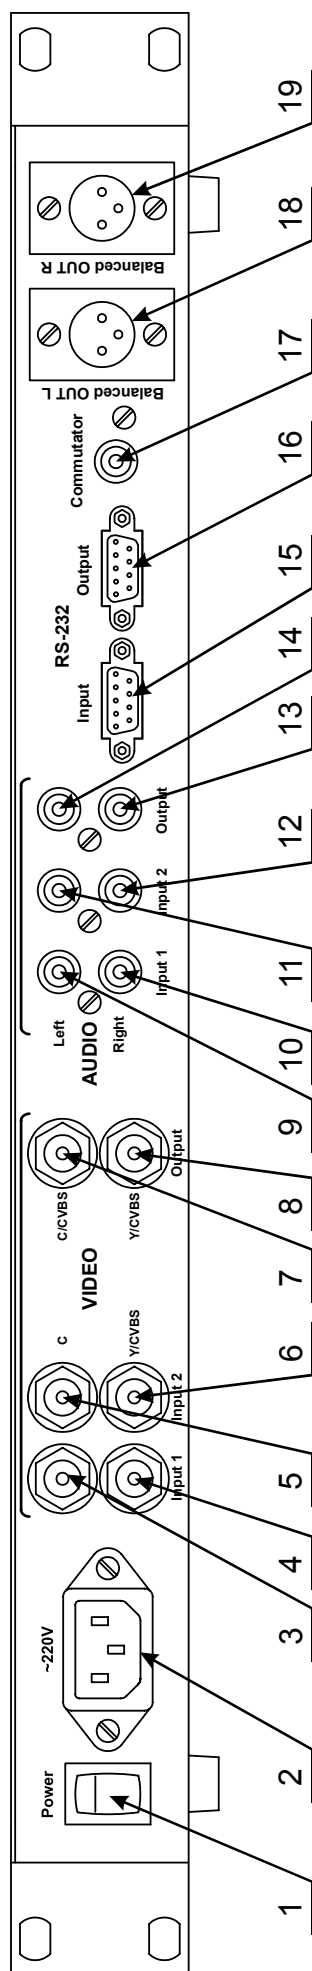 Power
~220V
VIDEO
C
Y/CVBS
Input 1
Input 2
C/CVBS
Y/CVBS
Output
AUDIO
Left
Right
Input 1
Input 2
Output
RS-232
Input
Output
Commutator
Balanced OUT L
Balanced OUT R
1
2
3
4
5
6
7
8
9
10
11
12
13
14
15
16
17
18
19